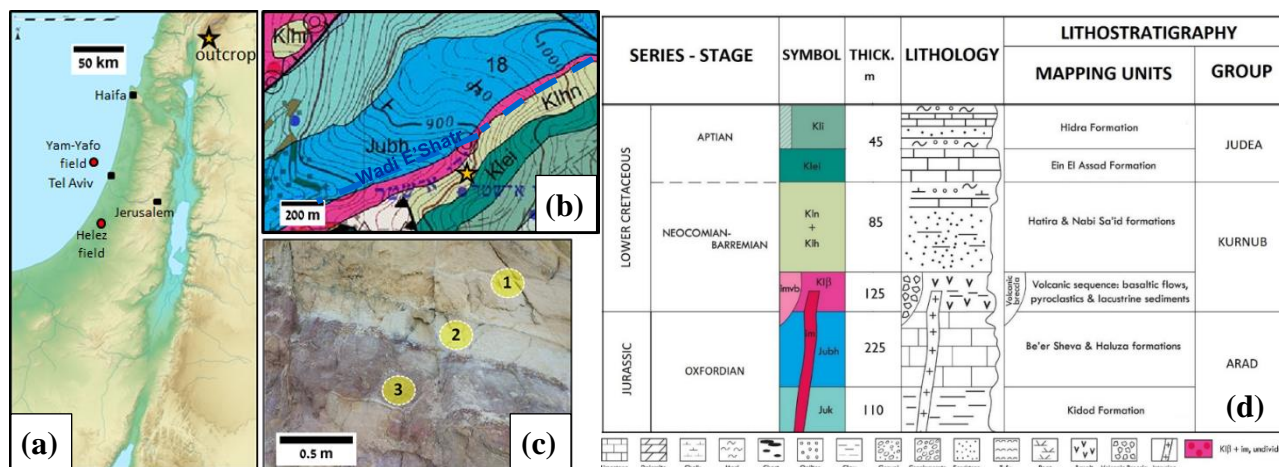 50 km
outcrop
Haifa
Yam-Yafo
field
Tel Aviv
Jerusalem
Helez
field
(a)
Klhn
18
1000
Klhn
900
Jubh
Wadi E'Shatr
Klei
200 m
(b)
1
2
3
0.5 m
(c)
SERIES - STAGE
SYMBOL
THICK.
m
LITHOLOGY
LITHOSTRATIGRAPHY
MAPPING UNITS
GROUP
LOWER CRETACEOUS
APTIAN
Kli
45
Hidra Formation
JUDEA
Klei
Ein El Assad Formation
NEOCOMIAN-
BARREMIAN
Kln
+
Klh
85
Hatira & Nabi Sa'id formations
KURNUB
imvb
Klβ
125
Volcanic
breccia
Volcanic sequence: basaltic flows,
pyroclastics & lacustrine sediments
JURASSIC
OXFORDIAN
im
Jubh
225
Be'er Sheva & Haluza formations
ARAD
Juk
110
Kidod Formation
(d)
Klβ + im, undivid